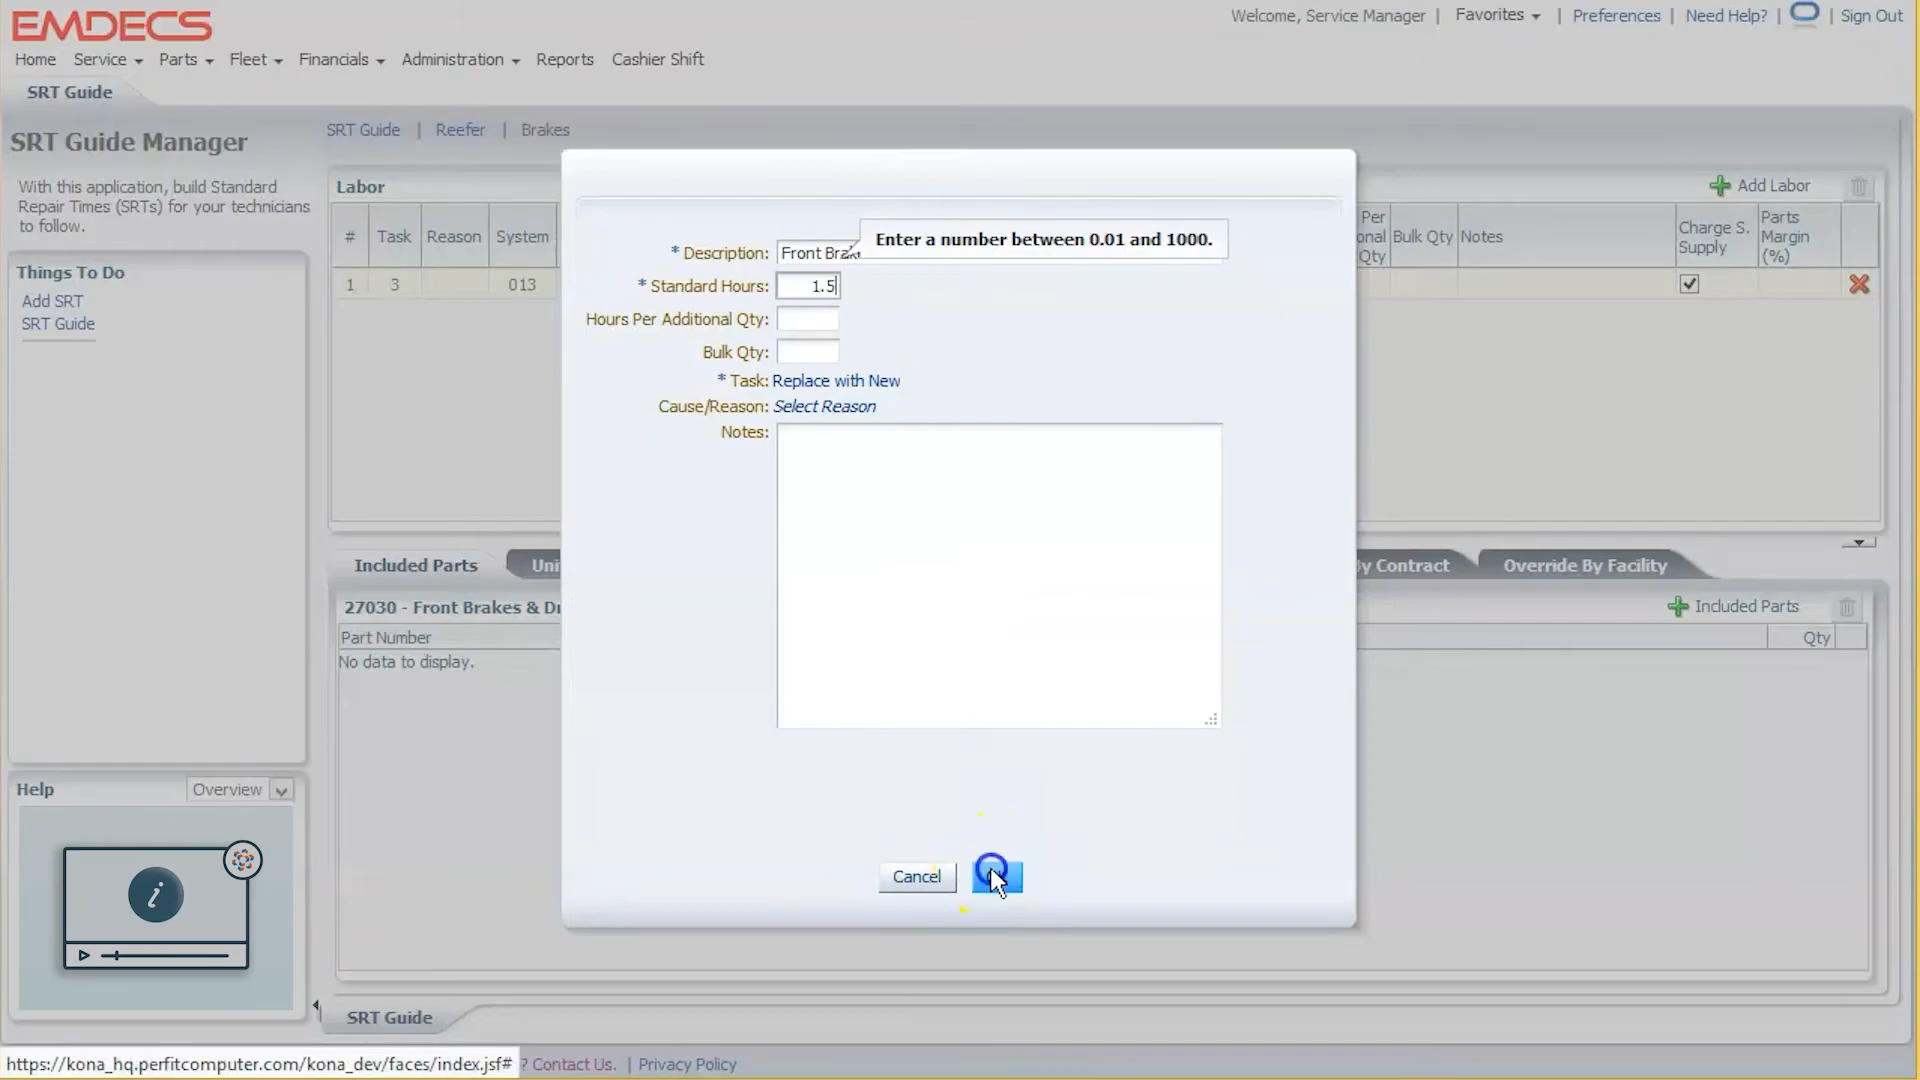 EMDECS
Welcome, Service Manager | Favorites | Preferences | Need Help? | Sign Out
Home Service Parts Fleet Financials Administration Reports Cashier Shift
SRT Guide
SRT Guide Manager
With this application, build Standard
Repair Times (SRTs) for your technicians
to follow.
Things To Do
Add SRT
SRT Guide
Help
Overview
i
SRT Guide | Reefer | Brakes
Labor
Add Labor
# Task Reason System
Per
onal
Qty
Bulk Qty Notes
Charge S.
Supply
Parts
Margin
(%)
1 3 013
* Description: Front Brak
Enter a number between 0.01 and 1000.
* Standard Hours: 1.5
Hours Per Additional Qty:
Bulk Qty:
* Task: Replace with New
Cause/Reason: Select Reason
Notes:
Cancel
Included Parts
Uni
y Contract
Override By Facility
27030 - Front Brakes & Dr
Included Parts
Part Number
Qty
No data to display.
SRT Guide
https://kona_hq.perfitcomputer.com/kona_dev/faces/index.jsf# ? Contact Us. | Privacy Policy